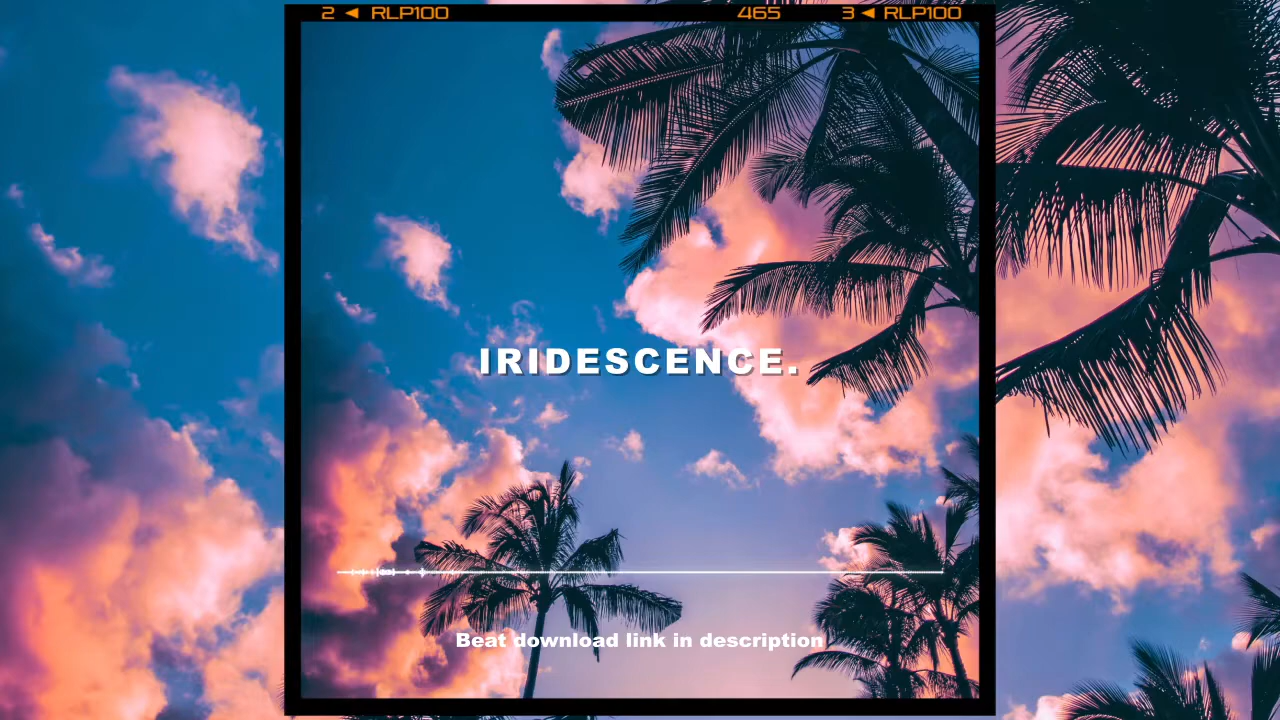 2 ◄ RLP100 465 3 ◄ RLP100
IRIDESCENCE.
Beat download link in description